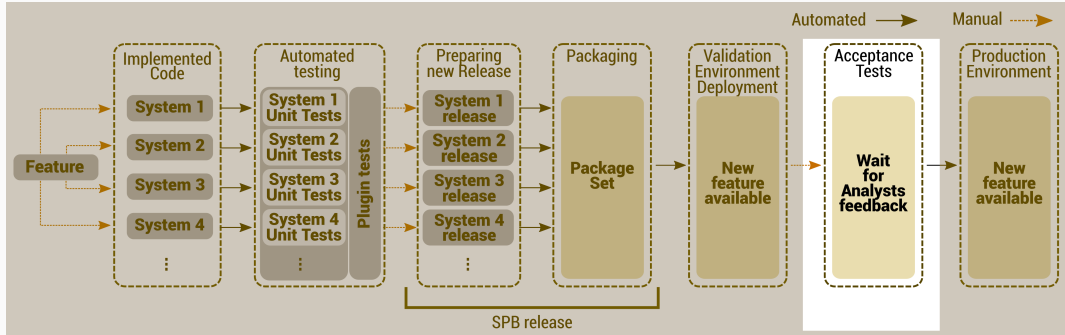 Automated
Manual
Implemented
Code
Automated
testing
Preparing
new Release
Packaging
Validation
Environment
Deployment
Acceptance
Tests
Production
Environment
Feature
System 1
System 2
System 3
System 4
System 1
Unit Tests
System 2
Unit Tests
System 3
Unit Tests
System 4
Unit Tests
Plugin tests
System 1
release
System 2
release
System 3
release
System 4
release
Package
Set
New
feature
available
Wait
for
Analysts
feedback
New
feature
available
SPB release